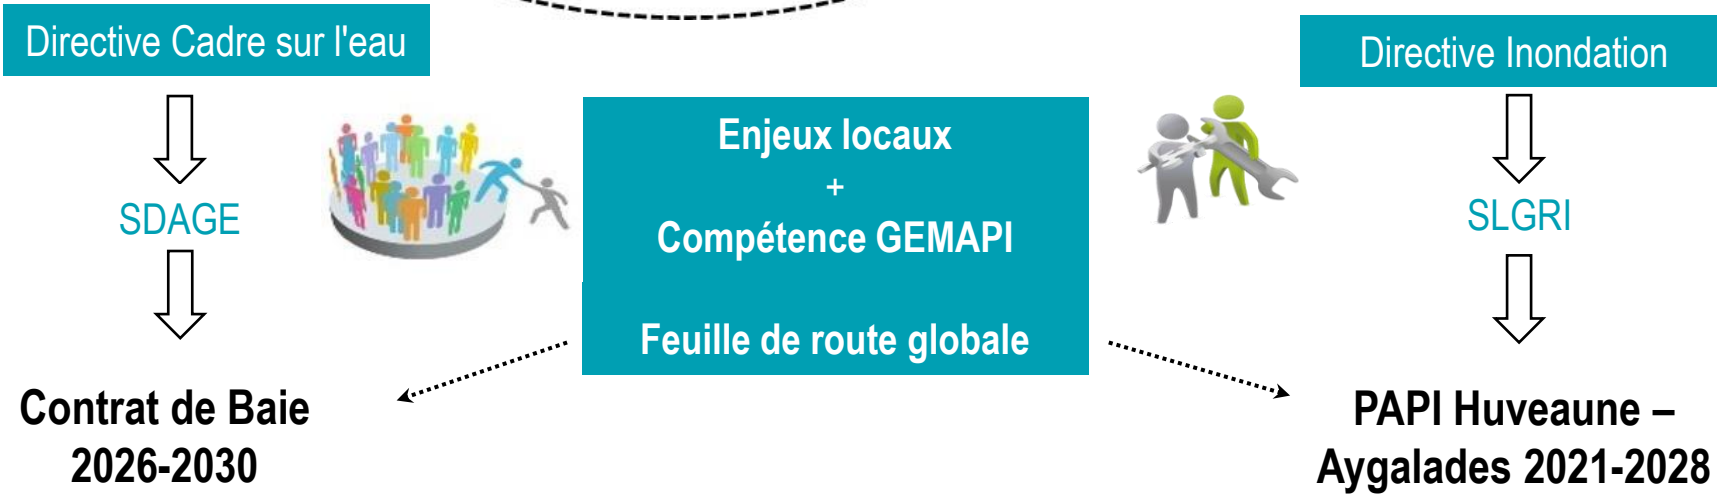 Directive Cadre sur l'eau
Directive Inondation
Enjeux locaux
+
Compétence GEMAPI
Feuille de route globale
SDAGE
SLGRI
Contrat de Baie
2026-2030
PAPI Huveaune –
Aygalades 2021-2028